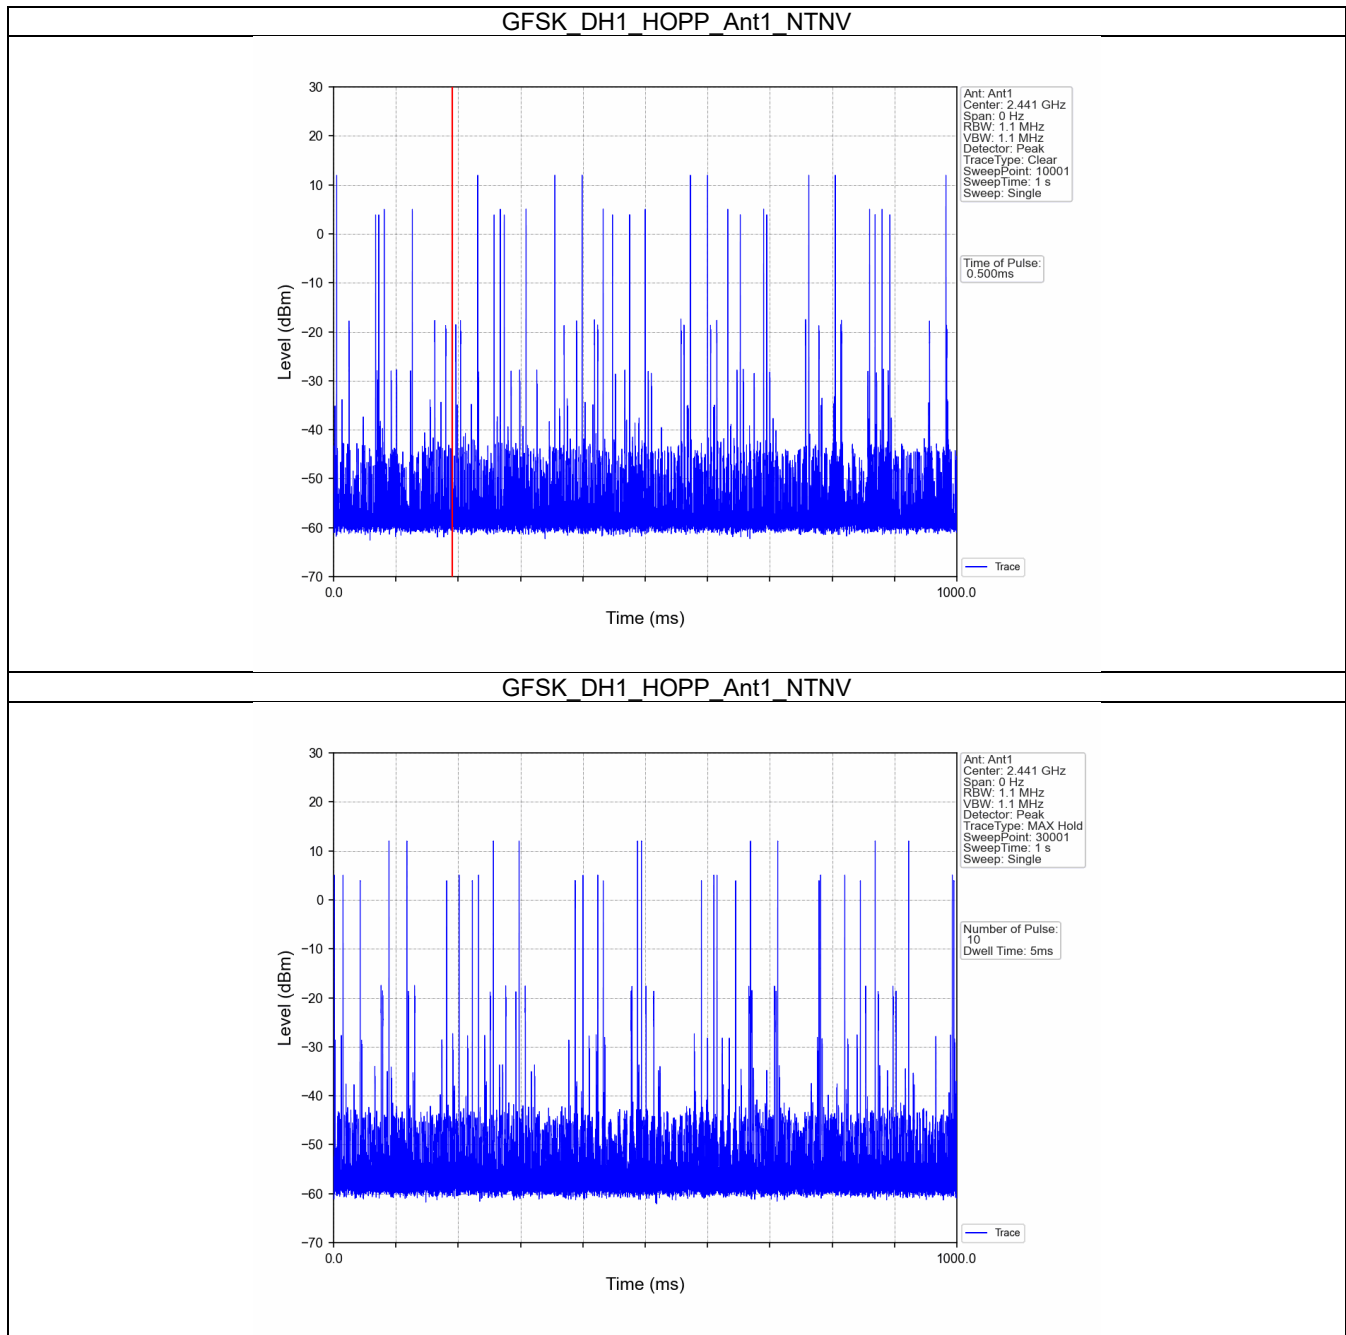 GFSK_DH1_HOPP_Ant1_NTNV
30
20
10
0
−10
−20
−30
−40
−50
−60
−70
Level (dBm)
0.0
1000.0
Time (ms)
Ant: Ant1
Center: 2.441 GHz
Span: 0 Hz
RBW: 1.1 MHz
VBW: 1.1 MHz
Detector: Peak
TraceType: Clear
SweepPoint: 10001
SweepTime: 1 s
Sweep: Single
Time of Pulse:
0.500ms
Trace
GFSK_DH1_HOPP_Ant1_NTNV
30
20
10
0
−10
−20
−30
−40
−50
−60
−70
Level (dBm)
0.0
1000.0
Time (ms)
Ant: Ant1
Center: 2.441 GHz
Span: 0 Hz
RBW: 1.1 MHz
VBW: 1.1 MHz
Detector: Peak
TraceType: MAX Hold
SweepPoint: 30001
SweepTime: 1 s
Sweep: Single
Number of Pulse:
10
Dwell Time: 5ms
Trace